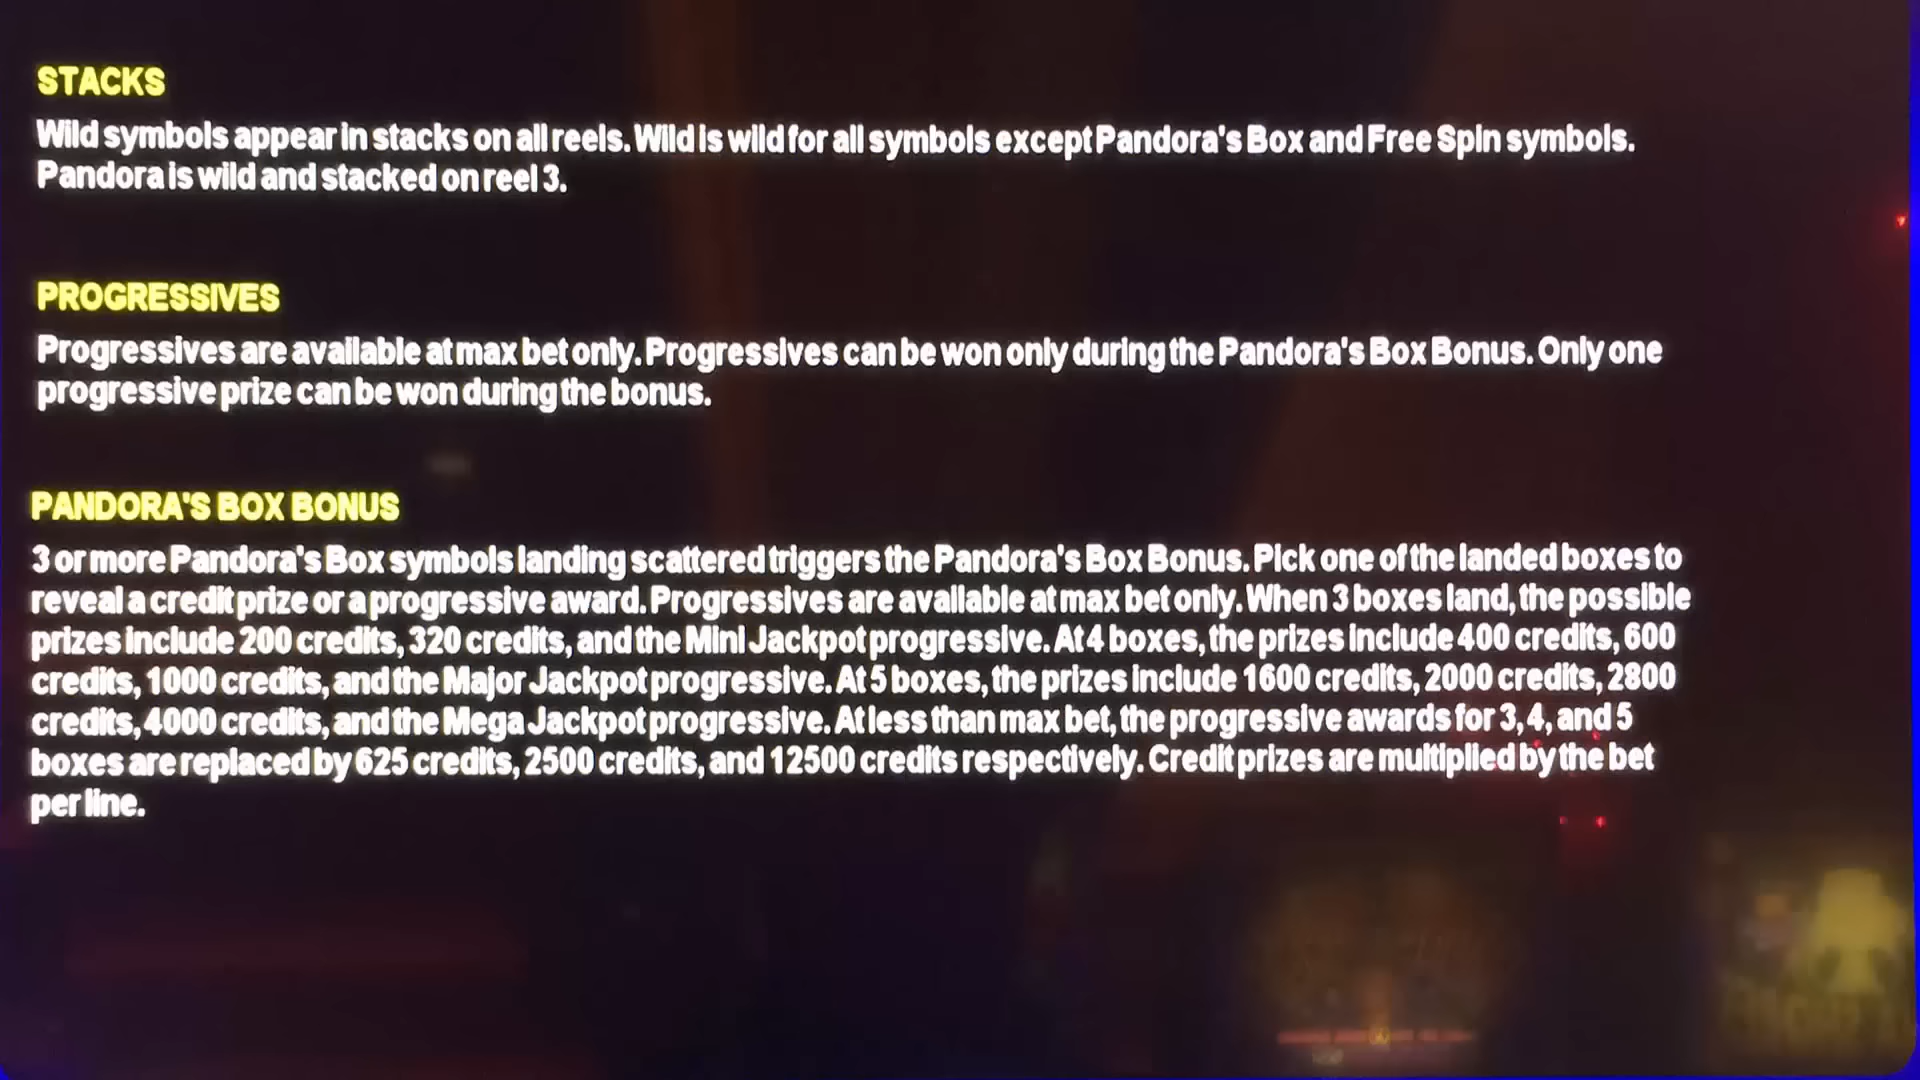 STACKS
Wild symbols appear in stacks on all reels. Wild is wild for all symbols except Pandora's Box and Free Spin symbols.
Pandora is wild and stacked on reel 3.
PROGRESSIVES
Progressives are available at max bet only. Progressives can be won only during the Pandora's Box Bonus. Only one
progressive prize can be won during the bonus.
PANDORA'S BOX BONUS
3 or more Pandora's Box symbols landing scattered triggers the Pandora's Box Bonus. Pick one of the landed boxes to
reveal a credit prize or a progressive award. Progressives are available at max bet only. When 3 boxes land, the possible
prizes include 200 credits, 320 credits, and the Mini Jackpot progressive. At 4 boxes, the prizes include 400 credits, 600
credits, 1000 credits, and the Major Jackpot progressive. At 5 boxes, the prizes include 1600 credits, 2000 credits, 2800
credits, 4000 credits, and the Mega Jackpot progressive. At less than max bet, the progressive awards for 3, 4, and 5
boxes are replaced by 625 credits, 2500 credits, and 12500 credits respectively. Credit prizes are multiplied by the bet
per line.